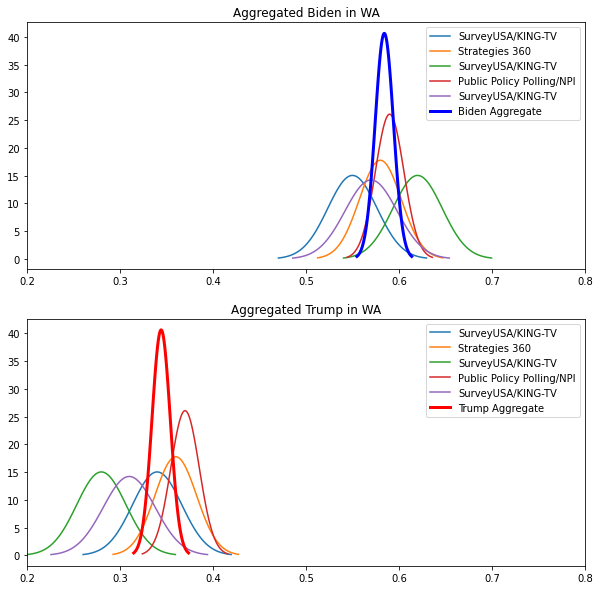 Aggregated Biden in WA
40
35
30
25
20
15
10
5
0
SurveyUSA/KING-TV
Strategies 360
SurveyUSA/KING-TV
Public Policy Polling/NPI
SurveyUSA/KING-TV
Biden Aggregate
0.2 0.3 0.4 0.5 0.6 0.7 0.8
Aggregated Trump in WA
40
35
30
25
20
15
10
5
0
SurveyUSA/KING-TV
Strategies 360
SurveyUSA/KING-TV
Public Policy Polling/NPI
SurveyUSA/KING-TV
Trump Aggregate
0.2 0.3 0.4 0.5 0.6 0.7 0.8